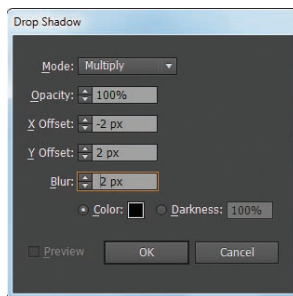 Drop Shadow
Mode: Multiply
Opacity: 100%
X Offset: -2 px
Y Offset: 2 px
Blur: 2 px
Color: Darkness: 100%
Preview OK Cancel